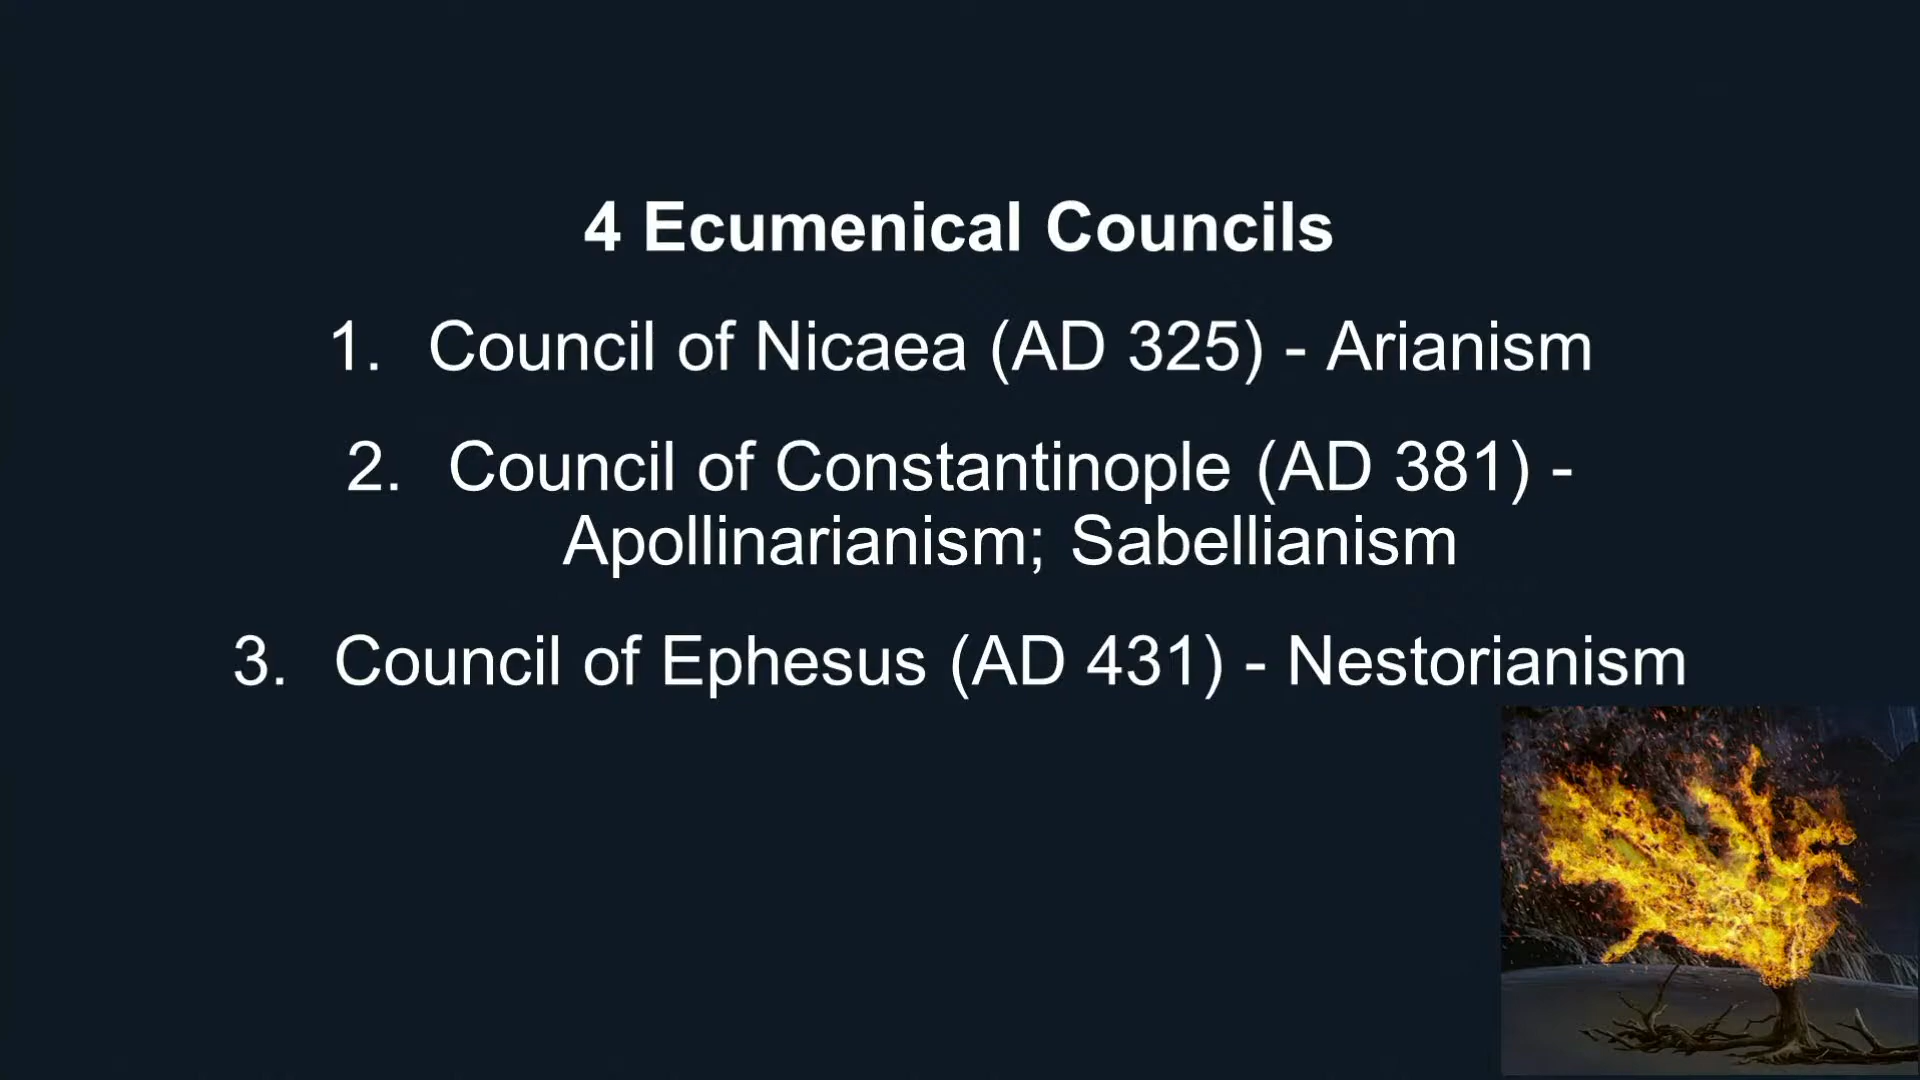 4 Ecumenical Councils
1. Council of Nicaea (AD 325) - Arianism
2. Council of Constantinople (AD 381) -
Apollinarianism; Sabellianism
3. Council of Ephesus (AD 431) - Nestorianism